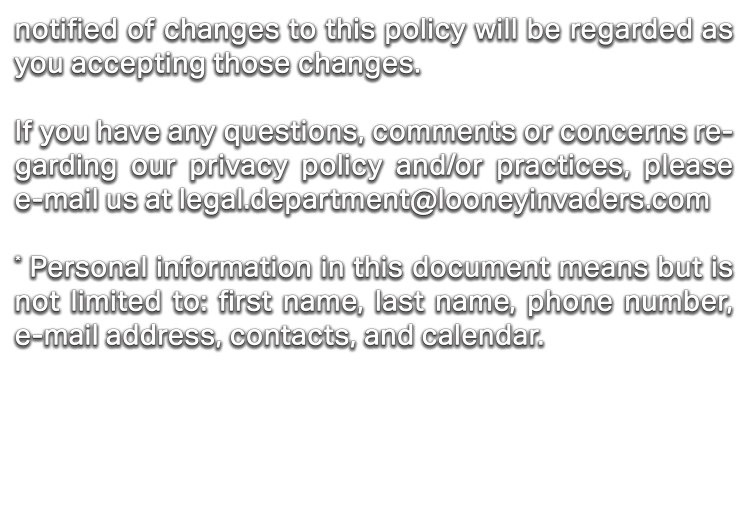 notified of changes to this policy will be regarded as
you accepting those changes.
If you have any questions, comments or concerns re-
garding our privacy policy and/or practices, please
e-mail us at legal.department@looneyinvaders.com
* Personal information in this document means but is
not limited to: first name, last name, phone number,
e-mail address, contacts, and calendar.